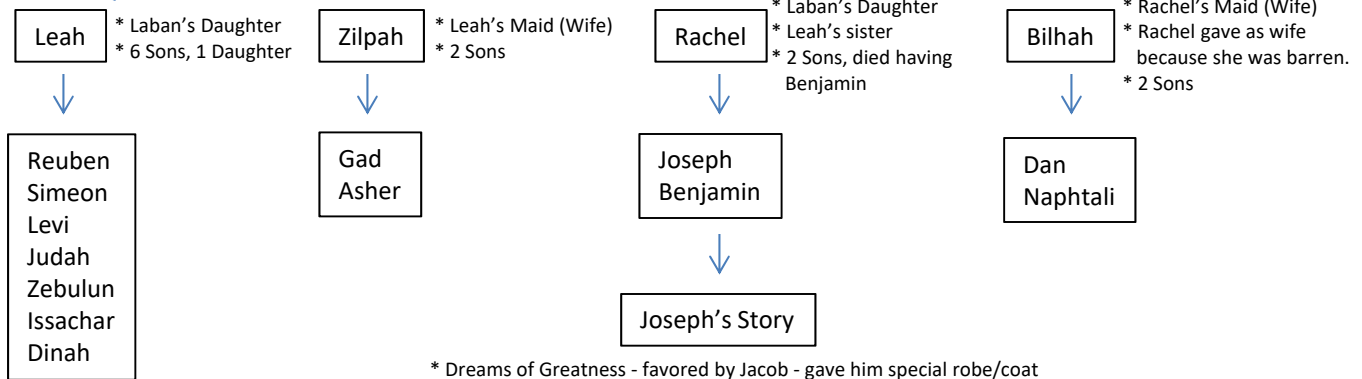 Leah
* Laban's Daughter
* 6 Sons, 1 Daughter
Zilpah
* Leah's Maid (Wife)
* 2 Sons
Rachel
* Laban's Daughter
* Leah's sister
* 2 Sons, died having
Benjamin
Bilhah
* Rachel's Maid (Wife)
* Rachel gave as wife
because she was barren.
* 2 Sons
Reuben
Simeon
Levi
Judah
Zebulun
Issachar
Dinah
Gad
Asher
Joseph
Benjamin
Dan
Naphtali
Joseph's Story
* Dreams of Greatness - favored by Jacob - gave him special robe/coat